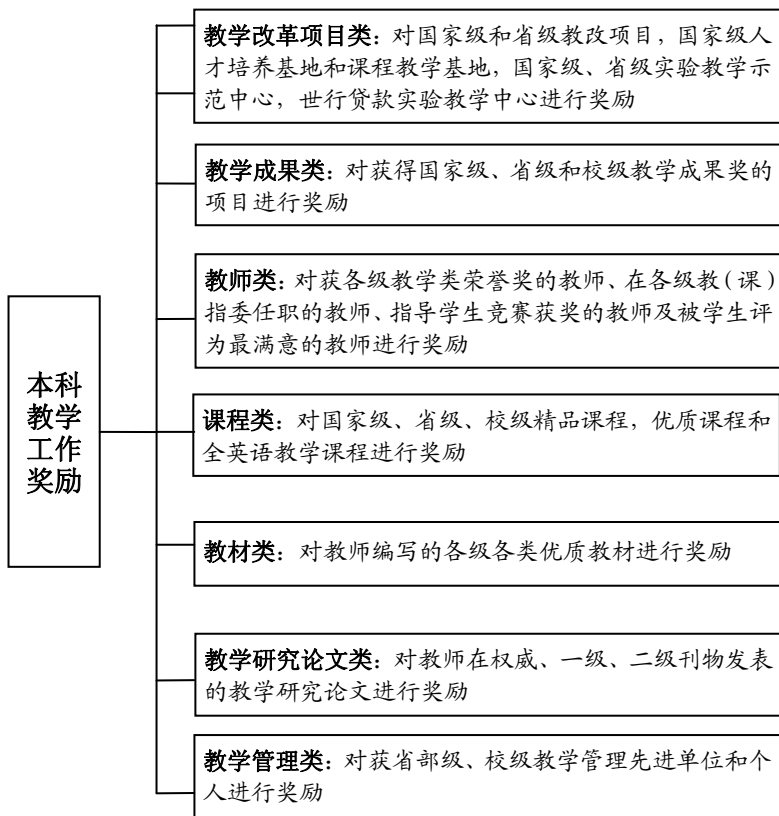 教学改革项目类：对国家级和省级教改项目，国家级人
才培养基地和课程教学基地，国家级、省级实验教学示
范中心，世行贷款实验教学中心进行奖励
教学成果类：对获得国家级、省级和校级教学成果奖的
项目进行奖励
教师类：对获各级教学类荣誉奖的教师、在各级教（课）
指委任职的教师、指导学生竞赛获奖的教师及被学生评
为最满意的教师进行奖励
本科
教学
工作
奖励
课程类：对国家级、省级、校级精品课程，优质课程和
全英语教学课程进行奖励
教材类：对教师编写的各级各类优质教材进行奖励
教学研究论文类：对教师在权威、一级、二级刊物发表
的教学研究论文进行奖励
教学管理类：对获省部级、校级教学管理先进单位和个
人进行奖励